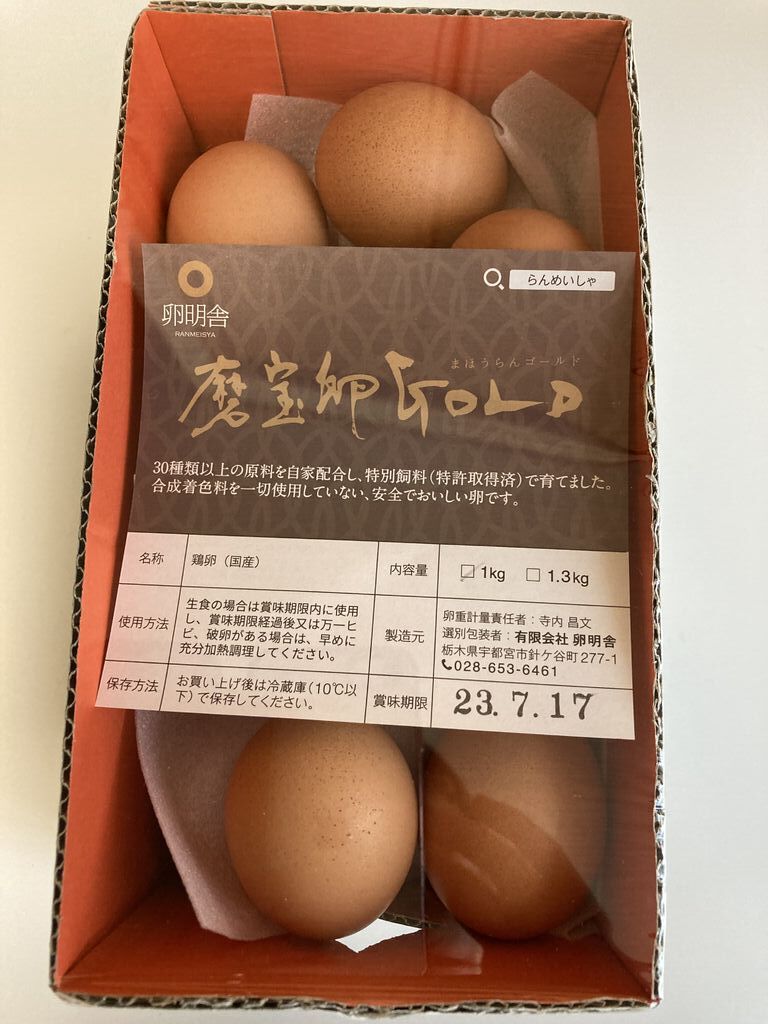 らんめいしゃ
卵明舎
RANMEISYA
まほうらんゴールド
磨宝卵GOLD
30種類以上の原料を自家配合し、特別飼料（特許取得済）で育てました。
合成着色料を一切使用していない、安全でおいしい卵です。
名称
鶏卵（国産）
内容量
1kg 1.3kg
使用方法
生食の場合は賞味期限内に使用
し、賞味期限経過後又は万一ヒ
ビ、破卵がある場合は、早めに
充分加熱調理してください。
製造元
卵重計量責任者：寺内 昌文
選別包装者：有限会社 卵明舎
栃木県宇都宮市針ケ谷町277-1
028-653-6461
保存方法
お買い上げ後は冷蔵庫（10℃以
下）で保存してください。
賞味期限
23.7.17